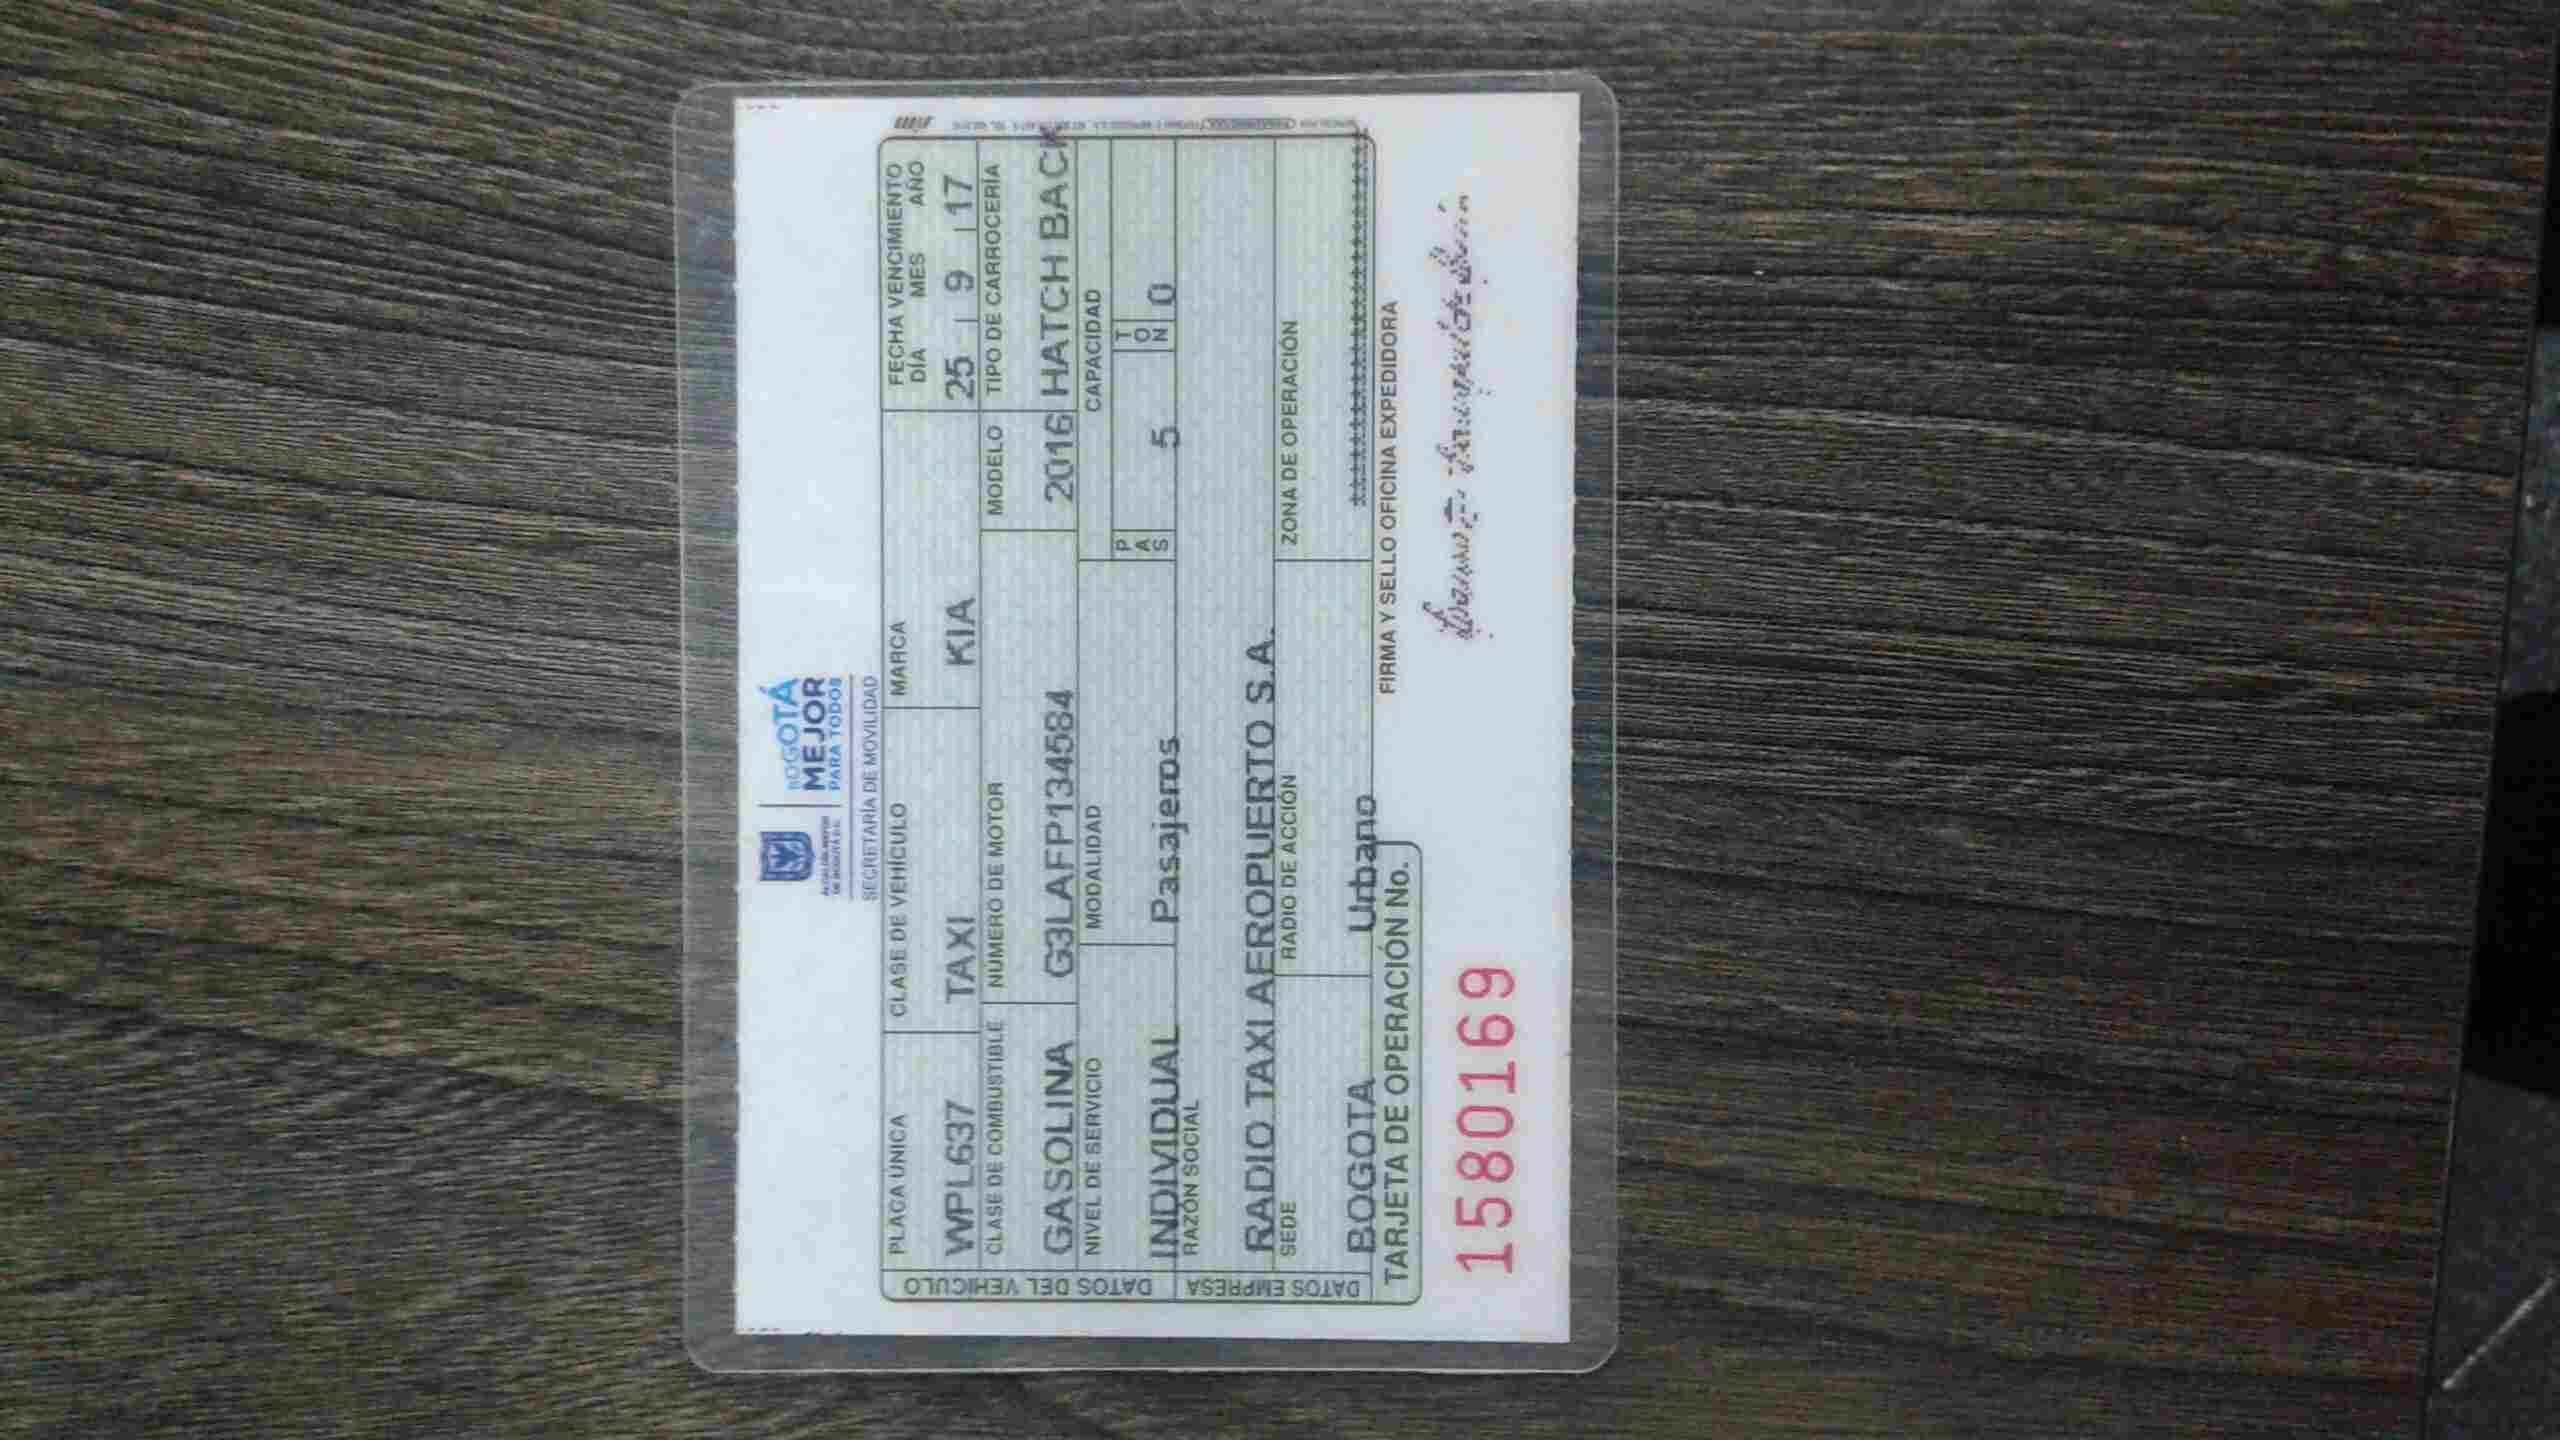 ALCALDÍA MAYOR
DE BOGOTÁ D.C.
BOGOTÁ
MEJOR
PARA TODOS
SECRETARÍA DE MOVILIDAD
DATOS DEL VEHÍCULO
PLACA ÚNICA CLASE DE VEHÍCULO MARCA FECHA VENCIMIENTO
DÍA MES AÑO
WPL637 TAXI KIA 25 9 17
CLASE DE COMBUSTIBLE NÚMERO DE MOTOR MODELO TIPO DE CARROCERÍA
GASOLINA G3LAFP134584 2016 HATCH BACK
NIVEL DE SERVICIO MODALIDAD CAPACIDAD
INDIVIDUAL Pasajeros PAS 5 TON 0
DATOS EMPRESA
RAZÓN SOCIAL
RADIO TAXI AEROPUERTO S.A.
SEDE RADIO DE ACCIÓN ZONA DE OPERACIÓN
BOGOTA Urbano
TARJETA DE OPERACIÓN No. FIRMA Y SELLO OFICINA EXPEDIDORA
1580169